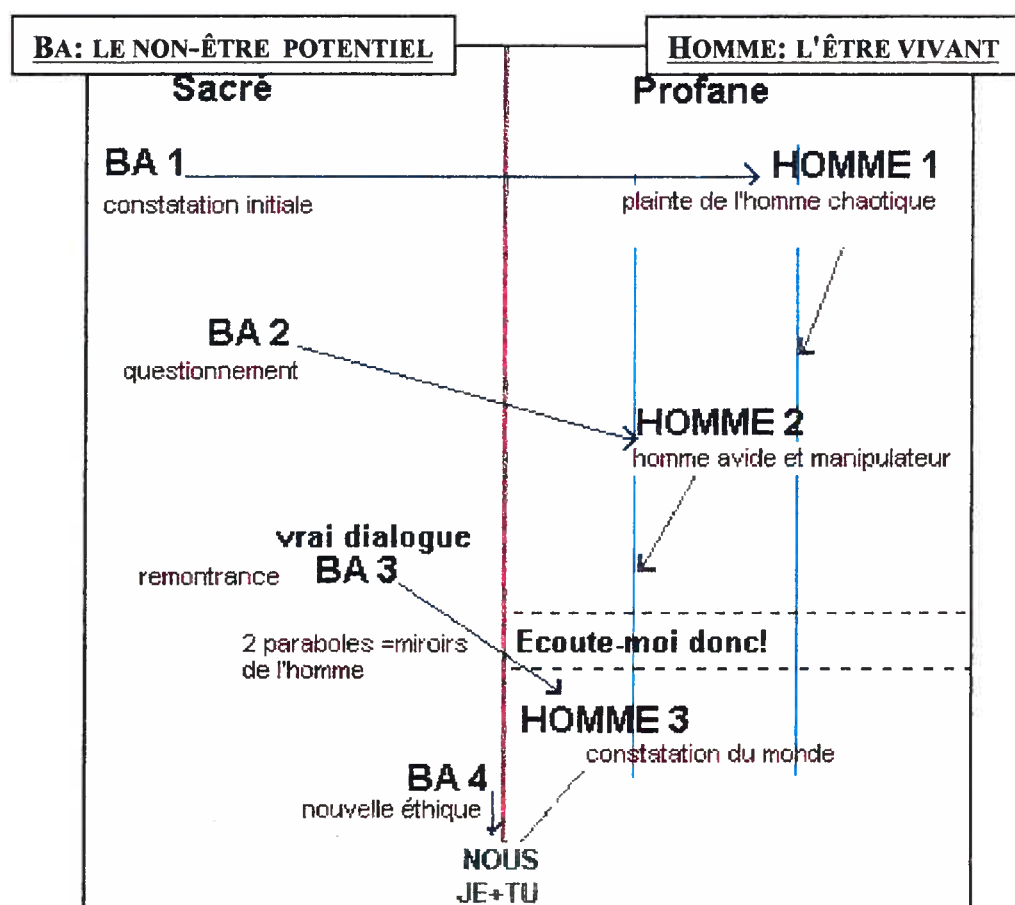 BA: LE NON-ÊTRE POTENTIEL
HOMME: L'ÊTRE VIVANT
Sacré
Profane
BA 1
HOMME 1
constatation initiale
plainte de l'homme chaotique
BA 2
questionnement
HOMME 2
homme avide et manipulateur
vrai dialogue
remontrance
BA 3
2 paraboles =miroirs
de l'homme
Ecoute-moi donc!
HOMME 3
constatation du monde
BA 4
nouvelle éthique
NOUS
JE+TU